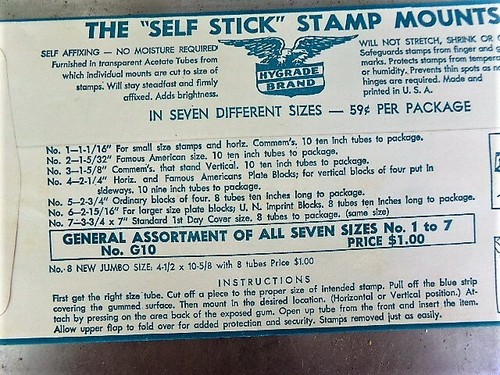 THE "SELF STICK" STAMP MOUNTS
SELF AFFIXING — NO MOISTURE REQUIRED
Furnished in transparent Acetate Tubes from
which individual mounts are cut to size of
stamps. Will stay steadfast and firmly
affixed. Adds brightness.
HYGRADE
BRAND
WILL NOT STRETCH, SHRINK OR
Safeguards stamps from finger and
marks. Protects stamps from
or humidity. Prevents thin spots as
hinges are required. Made and
printed in U. S. A.
IN SEVEN DIFFERENT SIZES — 59¢ PER PACKAGE
No. 1—1-1/16" For small size stamps and horiz. Commem's. 10 ten inch tubes to package.
No. 2—1-5/32" Famous American size. 10 ten inch tubes to package.
No. 3—1-5/8" Commem's. that stand Vertical. 10 ten inch tubes to package.
No. 4—2-1/4" Horiz. and Famous Americans Plate Blocks; for vertical blocks of four put in
sideways. 10 nine inch tubes to package.
No. 5—2-3/4" Ordinary blocks of four. 8 tubes ten inches long to package.
No. 6—2-15/16" For larger size plate blocks; U. N. Imprint Blocks. 8 tubes ten inches long to package.
No. 7—3-3/4 x 7" Standard 1st Day Cover size. 8 tubes to package. (same size)
GENERAL ASSORTMENT OF ALL SEVEN SIZES No. 1 to 7
No. G10 PRICE $1.00
No. 8 NEW JUMBO SIZE: 4-1/2 x 10-5/8 with 8 tubes Price $1.00
INSTRUCTIONS
First get the right size tube. Cut off a piece to the proper size of intended stamp. Pull off the blue strip
covering the gummed surface. Then mount in the desired location. (Horizontal or Vertical position.) At-
tach by pressing on the area back of the exposed gum. Open up tube from the front and insert the item.
Allow upper flap to fold over for added protection and security. Stamps removed just as easily.